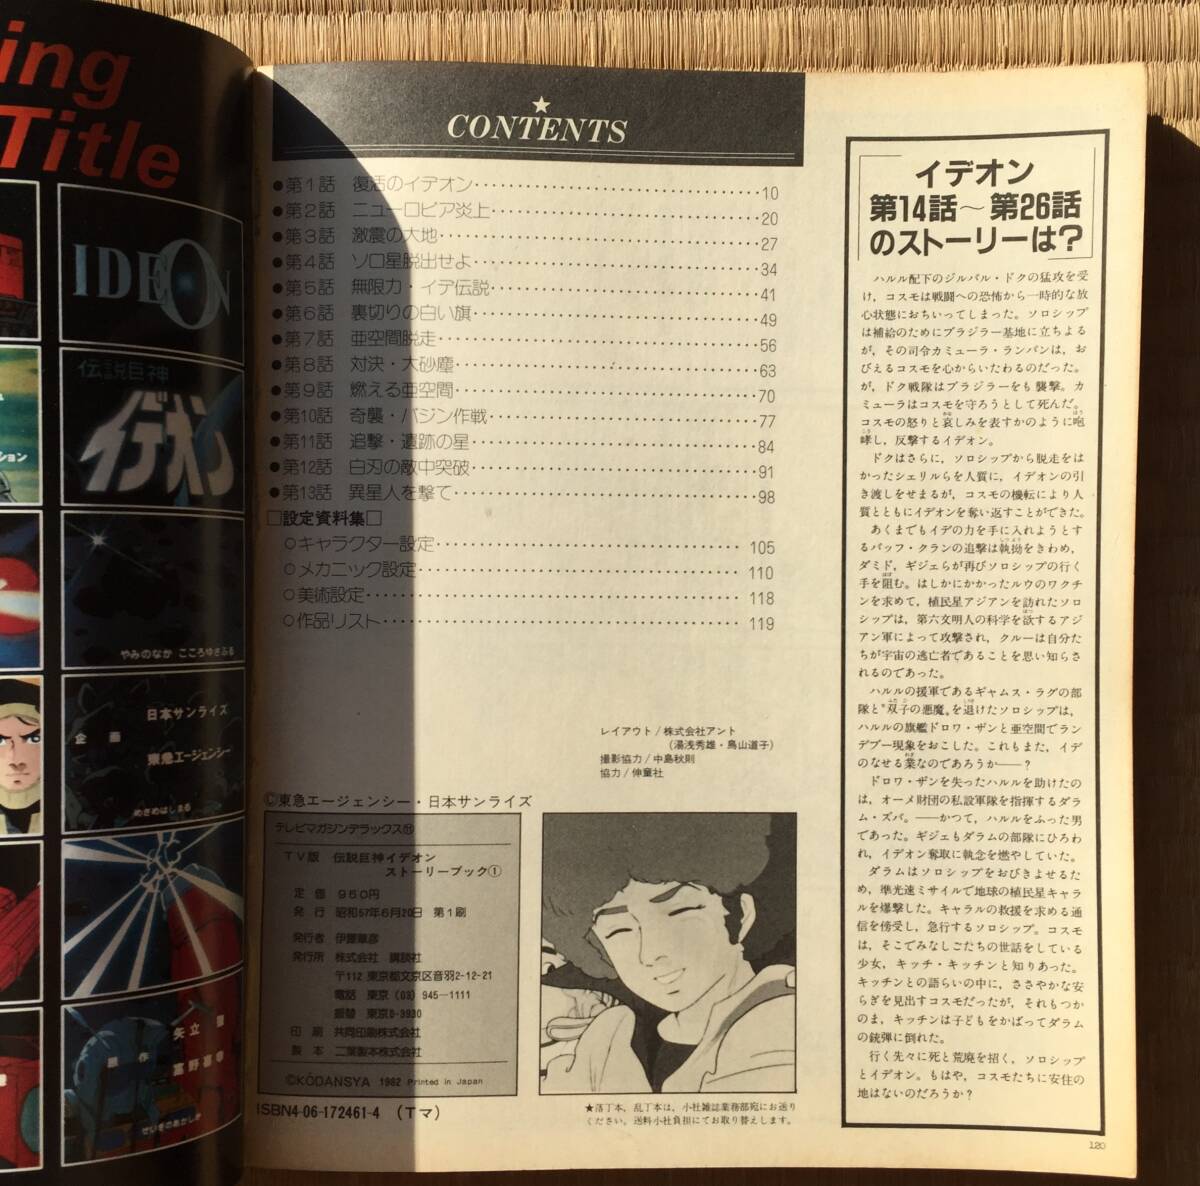 ing
Title
IDEON
伝説巨神
イデオン
ション
やみのなか こころゆさぶる
日本サンライズ
企画
東急エージェンシー
めざめはじまる
原作
矢立
富野喜幸
せいぎのあかしか
★
CONTENTS
●第1話 復活のイデオン……10
●第2話 ニューロピア炎上……20
●第3話 激震の大地……27
●第4話 ソロ星脱出せよ……34
●第5話 無限力・イデ伝説……41
●第6話 裏切りの白い旗……49
●第7話 亜空間脱走……56
●第8話 対決・大砂塵……63
●第9話 燃える亜空間……70
●第10話 奇襲・バジン作戦……77
●第11話 追撃・遺跡の星……84
●第12話 白刃の敵中突破……91
●第13話 異星人を撃て……98
□設定資料集□
○キャラクター設定……105
○メカニック設定……110
○美術設定……118
○作品リスト……119
レイアウト/株式会社アント
(湯浅秀雄・鳥山道子)
撮影協力/中島秋則
協力/伸童社
©東急エージェンシー・日本サンライズ
テレビマガジンデラックス⑪
TV版 伝説巨神イデオン
ストーリーブック①
定価 950円
発行 昭和57年6月20日 第1刷
発行者 伊藤華彦
発行所 株式会社 講談社
〒112 東京都文京区音羽2-12-21
電話 東京(03)945―1111
振替 東京8-3930
印刷 共同印刷株式会社
製本 二葉製本株式会社
©KŌDANSYA 1982 Printed in Japan
ISBN4-06-172461-4 (Tマ)
★落丁本、乱丁本は、小社雑誌業務部宛にお送り
ください。送料小社負担にてお取り替えします。
イデオン
第14話〜第26話
のストーリーは?
ハルル配下のジルバル・ドクの猛攻を受
け,コスモは戦闘への恐怖から一時的な放
心状態におちいってしまった。ソロシップ
は補給のためにブラジラー基地に立ちよる
が,その司令カミューラ・ランバンは,お
びえるコスモを心からいたわるのだった。
が,ドク戦隊はブラジラーをも襲撃。カ
ミューラはコスモを守ろうとして死んだ。
コスモの怒りと哀しみを表すかのように咆
哮し,反撃するイデオン。
ドクはさらに,ソロシップから脱走をは
かったシェリルらを人質に,イデオンの引
き渡しをせまるが,コスモの機転により人
質とともにイデオンを奪い返すことができた。
あくまでもイデの力を手に入れようとす
るバッフ・クランの追撃は執拗をきわめ,
ダミド,ギジェらが再びソロシップの行く
手を阻む。はしかにかかったルウのワクチ
ンを求めて,植民星アジアンを訪れたソロ
シップは,第六文明人の科学を欲するアジ
アン軍によって攻撃され,クルーは自分た
ちが宇宙の逃亡者であることを思い知らさ
れるのであった。
ハルルの援軍であるギャムス・ラグの部
隊と“双子の悪魔”を退けたソロシップは,
ハルルの旗艦ドロワ・ザンと亜空間でラン
デブー現象をおこした。これもまた,イデ
のなせる業なのであろうか――?
ドロワ・ザンを失ったハルルを助けたの
は,オーメ財団の私設軍隊を指揮するダラ
ム・ズバ。――かつて,ハルルをふった男
であった。ギジェもダラムの部隊にひろわ
れ,イデオン奪取に執念を燃やしていた。
ダラムはソロシップをおびきよせるた
め,準光速ミサイルで地球の植民星キャラ
ルを爆撃した。キャラルの救援を求める通
信を傍受し,急行するソロシップ。コスモ
は,そこでみなしごたちの世話をしている
少女,キッチ・キッチンと知りあった。
キッチンとの語らいの中に,ささやかな安
らぎを見出すコスモだったが,それもつか
のま,キッチンは子どもをかばってダラム
の銃弾に倒れた。
行く先々に死と荒廃を招く,ソロシップ
とイデオン。もはや,コスモたちに安住の
地はないのだろうか?
120